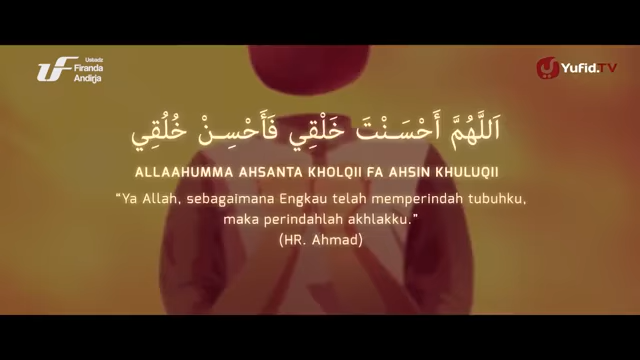 Ustadz
Firanda
Andirja
Yufid.TV
اَللَّهُمَّ أَحْسَنْتَ خَلْقِي فَأَحْسِنْ خُلُقِي
ALLAAHUMMA AHSANTA KHOLQII FA AHSIN KHULUQII
“Ya Allah, sebagaimana Engkau telah memperindah tubuhku,
maka perindahlah akhlakku.”
(HR. Ahmad)